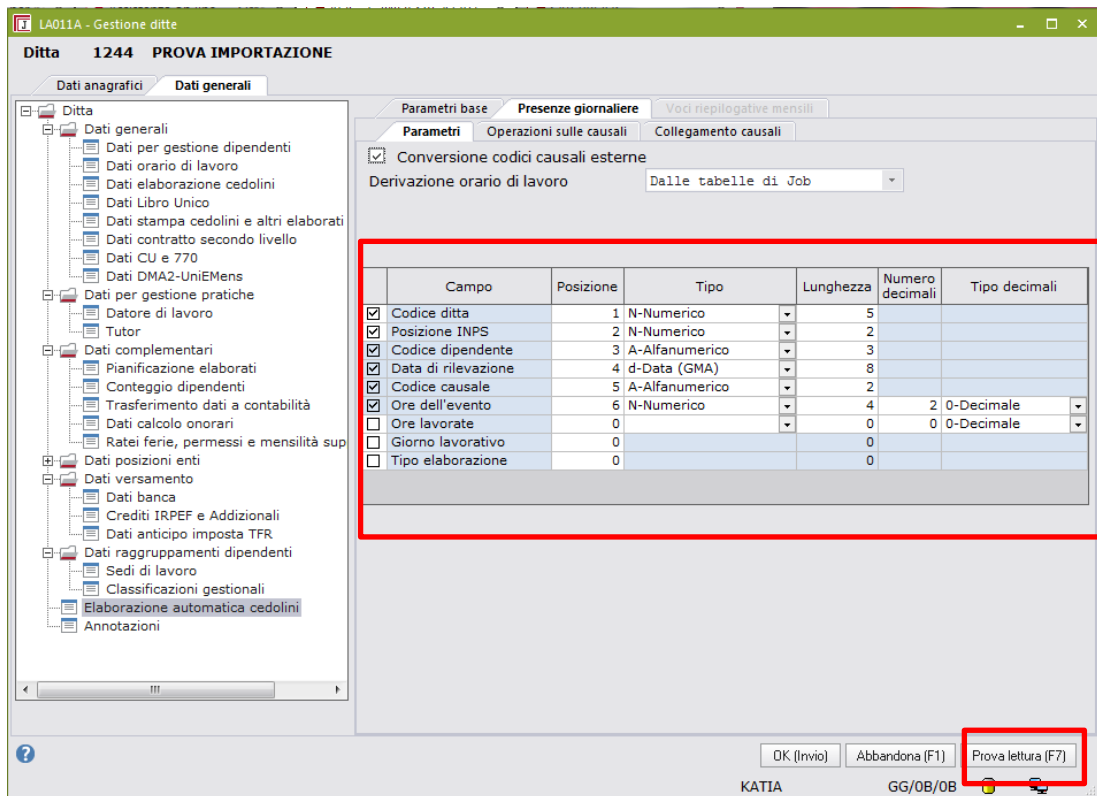 LA011A - Gestione ditte
Ditta 1244 PROVA IMPORTAZIONE
Dati anagrafici Dati generali
Ditta
Dati generali
Dati per gestione dipendenti
Dati orario di lavoro
Dati elaborazione cedolini
Dati Libro Unico
Dati stampa cedolini e altri elaborati
Dati contratto secondo livello
Dati CU e 770
Dati DMA2-UniEMens
Dati per gestione pratiche
Datore di lavoro
Tutor
Dati complementari
Pianificazione elaborati
Conteggio dipendenti
Trasferimento dati a contabilità
Dati calcolo onorari
Ratei ferie, permessi e mensilità sup
Dati posizioni enti
Dati versamento
Dati banca
Crediti IRPEF e Addizionali
Dati anticipo imposta TFR
Dati raggruppamenti dipendenti
Sedi di lavoro
Classificazioni gestionali
Elaborazione automatica cedolini
Annotazioni
Parametri base Presenze giornaliere Voci riepilogative mensili
Parametri Operazioni sulle causali Collegamento causali
Conversione codici causali esterne
Derivazione orario di lavoro Dalle tabelle di Job
Campo Posizione Tipo Lunghezza Numero decimali Tipo decimali
Codice ditta 1 N-Numerico 5
Posizione INPS 2 N-Numerico 2
Codice dipendente 3 A-Alfanumerico 3
Data di rilevazione 4 d-Data (GMA) 8
Codice causale 5 A-Alfanumerico 2
Ore dell'evento 6 N-Numerico 4 2 0-Decimale
Ore lavorate 0 0 0 0-Decimale
Giorno lavorativo 0 0
Tipo elaborazione 0 0
OK (Invio) Abbandona (F1) Prova lettura (F7)
KATIA GG/0B/0B